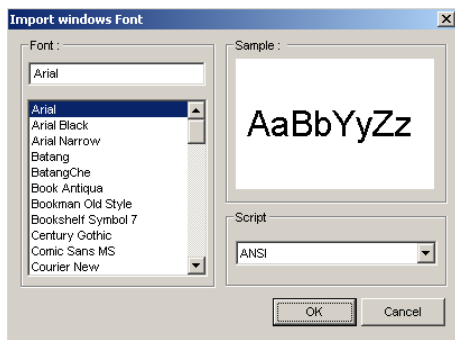 Import windows Font
Font :
Arial
Arial
Arial Black
Arial Narrow
Batang
BatangChe
Book Antiqua
Bookman Old Style
Bookshelf Symbol 7
Century Gothic
Comic Sans MS
Courier New
Sample :
AaBbYyZz
Script
ANSI
OK Cancel